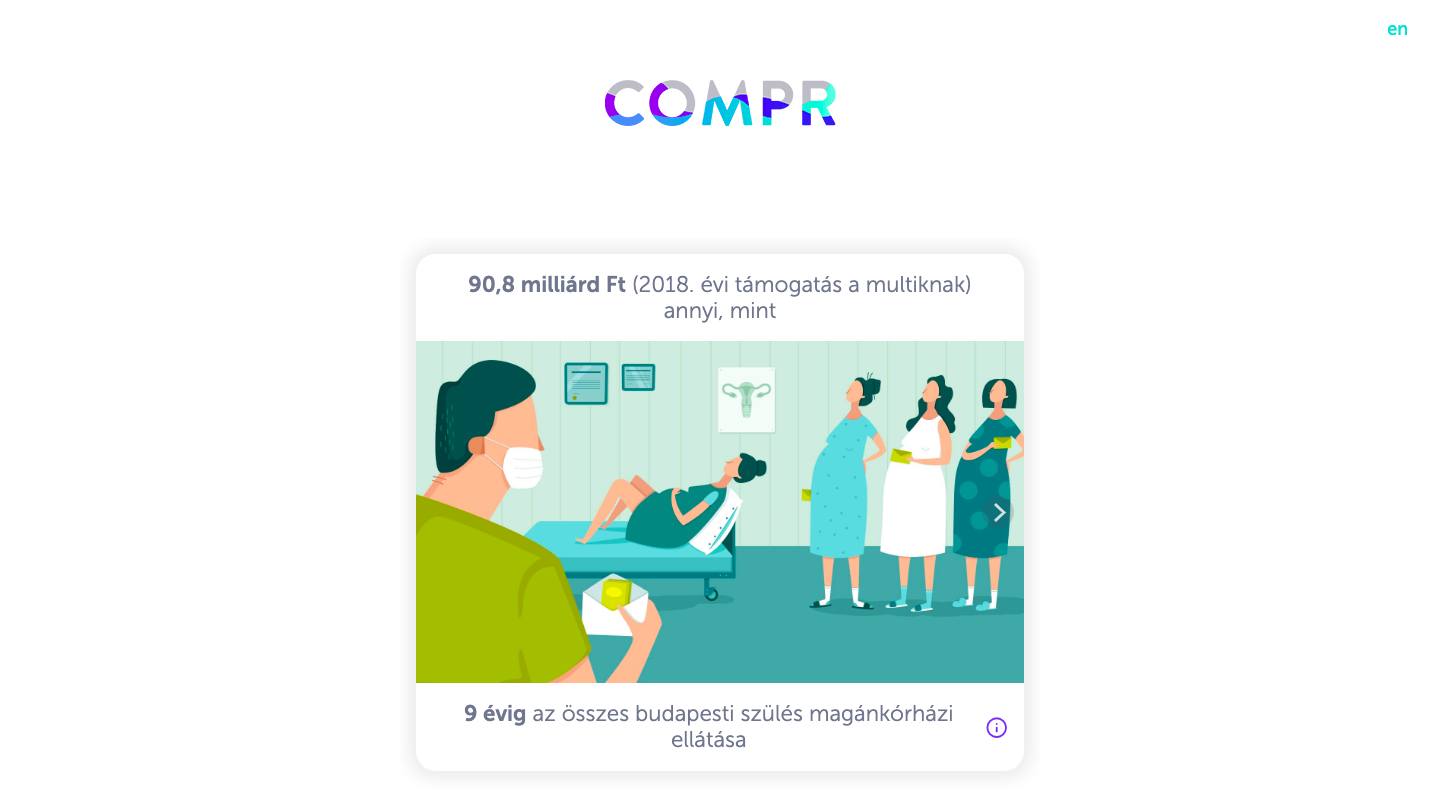 en
COMPR
90,8 milliárd Ft (2018. évi támogatás a multiknak)
annyi, mint
9 évig az összes budapesti szülés magánkórházi
ellátása